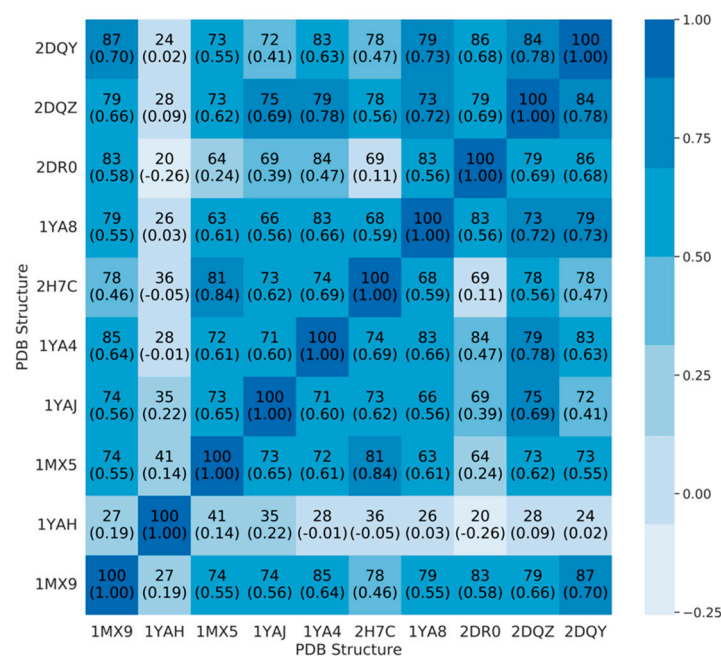 2DQY 87 24 73 72 83 78 79 86 84 100
(0.70) (0.02) (0.55) (0.41) (0.63) (0.47) (0.73) (0.68) (0.78) (1.00)
2DQZ 79 28 73 75 79 78 73 79 100 84
(0.66) (0.09) (0.62) (0.69) (0.78) (0.56) (0.72) (0.69) (1.00) (0.78)
2DR0 83 20 64 69 84 69 83 100 79 86
(0.58) (-0.26) (0.24) (0.39) (0.47) (0.11) (0.56) (1.00) (0.69) (0.68)
1YA8 79 26 63 66 83 68 100 83 73 79
(0.55) (0.03) (0.61) (0.56) (0.66) (0.59) (1.00) (0.56) (0.72) (0.73)
2H7C 78 36 81 73 74 100 68 69 78 78
(0.46) (-0.05) (0.84) (0.62) (0.69) (1.00) (0.59) (0.11) (0.56) (0.47)
1YA4 85 28 72 71 100 74 83 84 79 83
(0.64) (-0.01) (0.61) (0.60) (1.00) (0.69) (0.66) (0.47) (0.78) (0.63)
1YAJ 74 35 73 100 71 73 66 69 75 72
(0.56) (0.22) (0.65) (1.00) (0.60) (0.62) (0.56) (0.39) (0.69) (0.41)
1MX5 74 41 100 73 72 81 63 64 73 73
(0.55) (0.14) (1.00) (0.65) (0.61) (0.84) (0.61) (0.24) (0.62) (0.55)
1YAH 27 100 41 35 28 36 26 20 28 24
(0.19) (1.00) (0.14) (0.22) (-0.01) (-0.05) (0.03) (-0.26) (0.09) (0.02)
1MX9 100 27 74 74 85 78 79 83 79 87
(1.00) (0.19) (0.55) (0.56) (0.64) (0.46) (0.55) (0.58) (0.66) (0.70)
1MX9 1YAH 1MX5 1YAJ 1YA4 2H7C 1YA8 2DR0 2DQZ 2DQY
PDB Structure
PDB Structure
1.00
0.75
0.50
0.25
0.00
−0.25